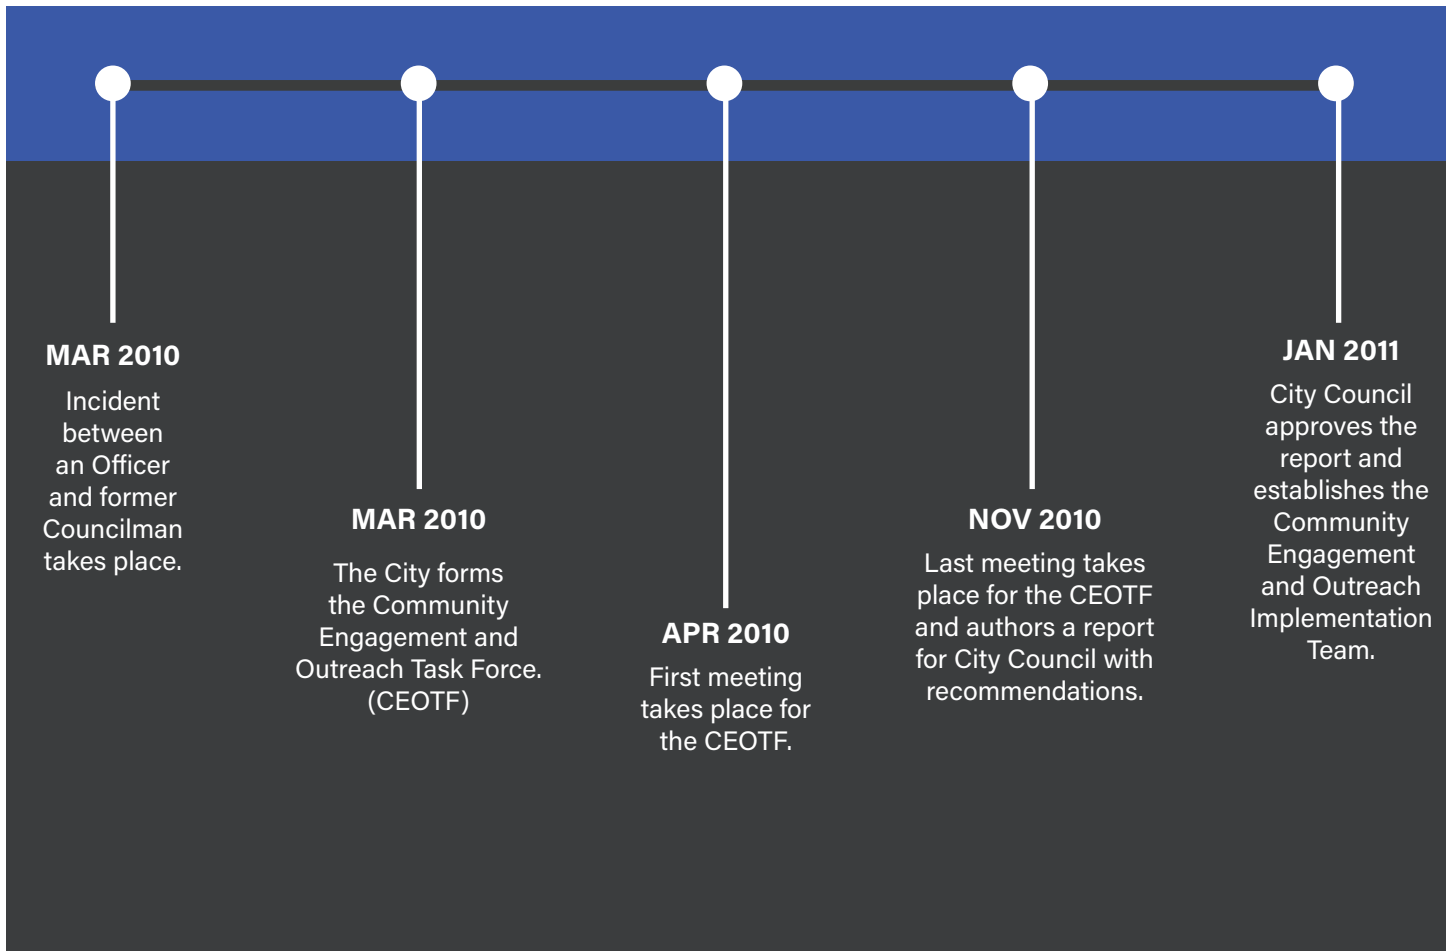 MAR 2010
Incident
between
an Officer
and former
Councilman
takes place.
MAR 2010
The City forms
the Community
Engagement and
Outreach Task Force.
(CEOTF)
APR 2010
First meeting
takes place for
the CEOTF.
NOV 2010
Last meeting takes
place for the CEOTF
and authors a report
for City Council with
recommendations.
JAN 2011
City Council
approves the
report and
establishes the
Community
Engagement
and Outreach
Implementation
Team.